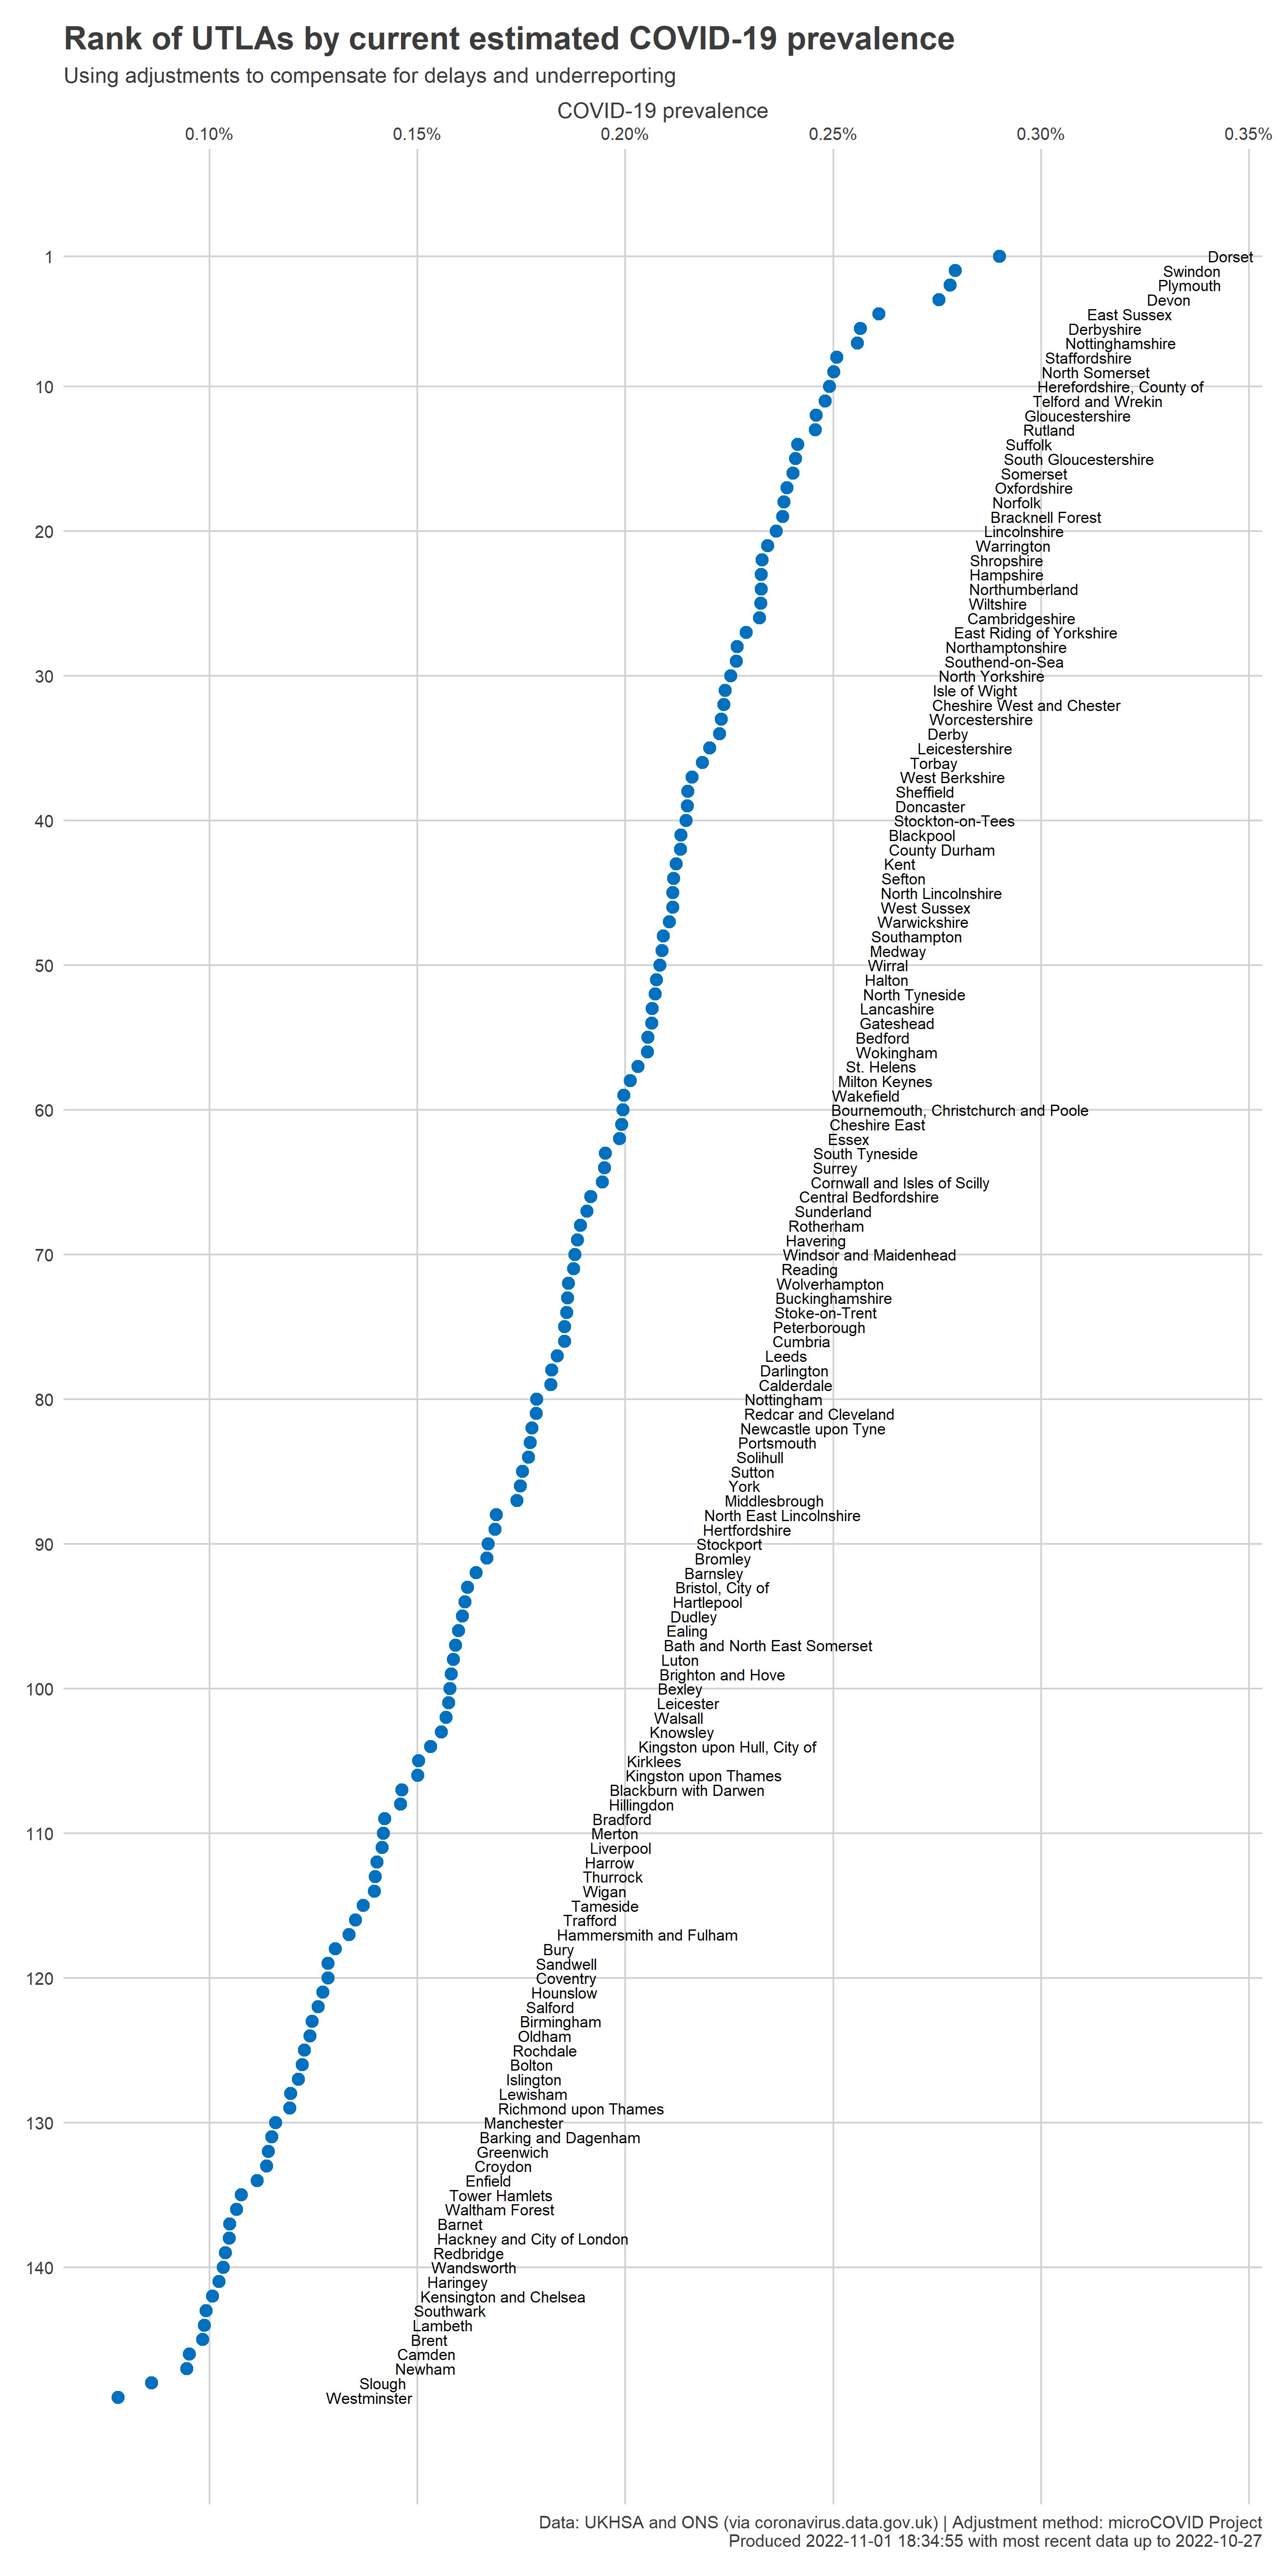 Rank of UTLAs by current estimated COVID-19 prevalence
Using adjustments to compensate for delays and underreporting
COVID-19 prevalence
0.10% 0.15% 0.20% 0.25% 0.30% 0.35%
1 Dorset
Swindon
Plymouth
Devon
East Sussex
Derbyshire
Nottinghamshire
Staffordshire
North Somerset
10 Herefordshire, County of
Telford and Wrekin
Gloucestershire
Rutland
Suffolk
South Gloucestershire
Somerset
Oxfordshire
Norfolk
Bracknell Forest
20 Lincolnshire
Warrington
Shropshire
Hampshire
Northumberland
Wiltshire
Cambridgeshire
East Riding of Yorkshire
Northamptonshire
Southend-on-Sea
30 North Yorkshire
Isle of Wight
Cheshire West and Chester
Worcestershire
Derby
Leicestershire
Torbay
West Berkshire
Sheffield
Doncaster
40 Stockton-on-Tees
Blackpool
County Durham
Kent
Sefton
North Lincolnshire
West Sussex
Warwickshire
Southampton
Medway
50 Wirral
Halton
North Tyneside
Lancashire
Gateshead
Bedford
Wokingham
St. Helens
Milton Keynes
Wakefield
60 Bournemouth, Christchurch and Poole
Cheshire East
Essex
South Tyneside
Surrey
Cornwall and Isles of Scilly
Central Bedfordshire
Sunderland
Rotherham
Havering
70 Windsor and Maidenhead
Reading
Wolverhampton
Buckinghamshire
Stoke-on-Trent
Peterborough
Cumbria
Leeds
Darlington
Calderdale
80 Nottingham
Redcar and Cleveland
Newcastle upon Tyne
Portsmouth
Solihull
Sutton
York
Middlesbrough
North East Lincolnshire
Hertfordshire
90 Stockport
Bromley
Barnsley
Bristol, City of
Hartlepool
Dudley
Ealing
Bath and North East Somerset
Luton
Brighton and Hove
100 Bexley
Leicester
Walsall
Knowsley
Kingston upon Hull, City of
Kirklees
Kingston upon Thames
Blackburn with Darwen
Hillingdon
Bradford
110 Merton
Liverpool
Harrow
Thurrock
Wigan
Tameside
Trafford
Hammersmith and Fulham
Bury
Sandwell
120 Coventry
Hounslow
Salford
Birmingham
Oldham
Rochdale
Bolton
Islington
Lewisham
Richmond upon Thames
130 Manchester
Barking and Dagenham
Greenwich
Croydon
Enfield
Tower Hamlets
Waltham Forest
Barnet
Hackney and City of London
Redbridge
140 Wandsworth
Haringey
Kensington and Chelsea
Southwark
Lambeth
Brent
Camden
Newham
Slough
Westminster
Data: UKHSA and ONS (via coronavirus.data.gov.uk) | Adjustment method: microCOVID Project
Produced 2022-11-01 18:34:55 with most recent data up to 2022-10-27